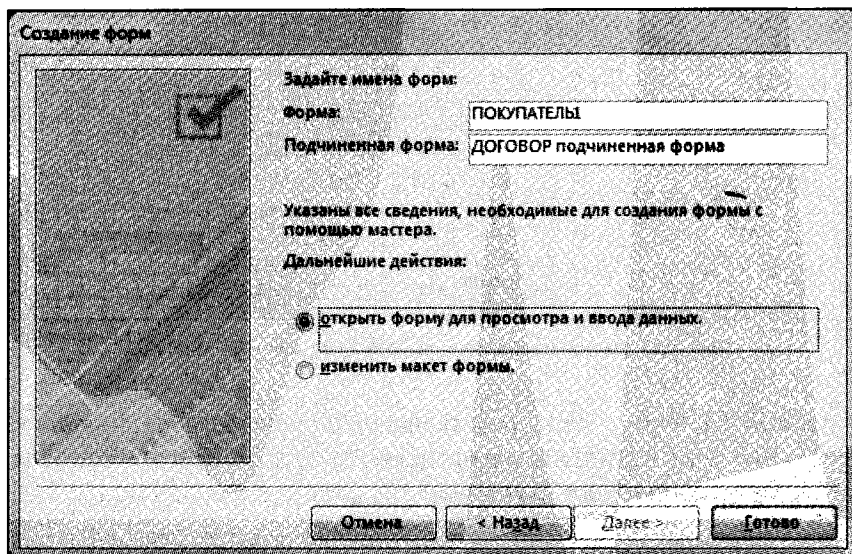 Создание форм
Задайте имена форм:
Форма: ПОКУПАТЕЛЬ1
Подчиненная форма: ДОГОВОР подчиненная форма
Указаны все сведения, необходимые для создания формы с
помощью мастера.
Дальнейшие действия:
открыть форму для просмотра и ввода данных.
изменить макет формы.
Отмена < Назад Далее > Готово